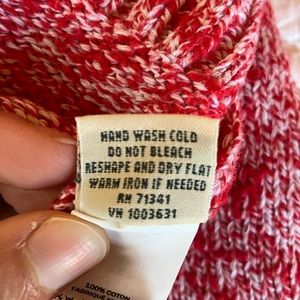 HAND WASH COLD
DO NOT BLEACH
RESHAPE AND DRY FLAT
WARM IRON IF NEEDED
RN 71341
VN 1003631
100% COTON